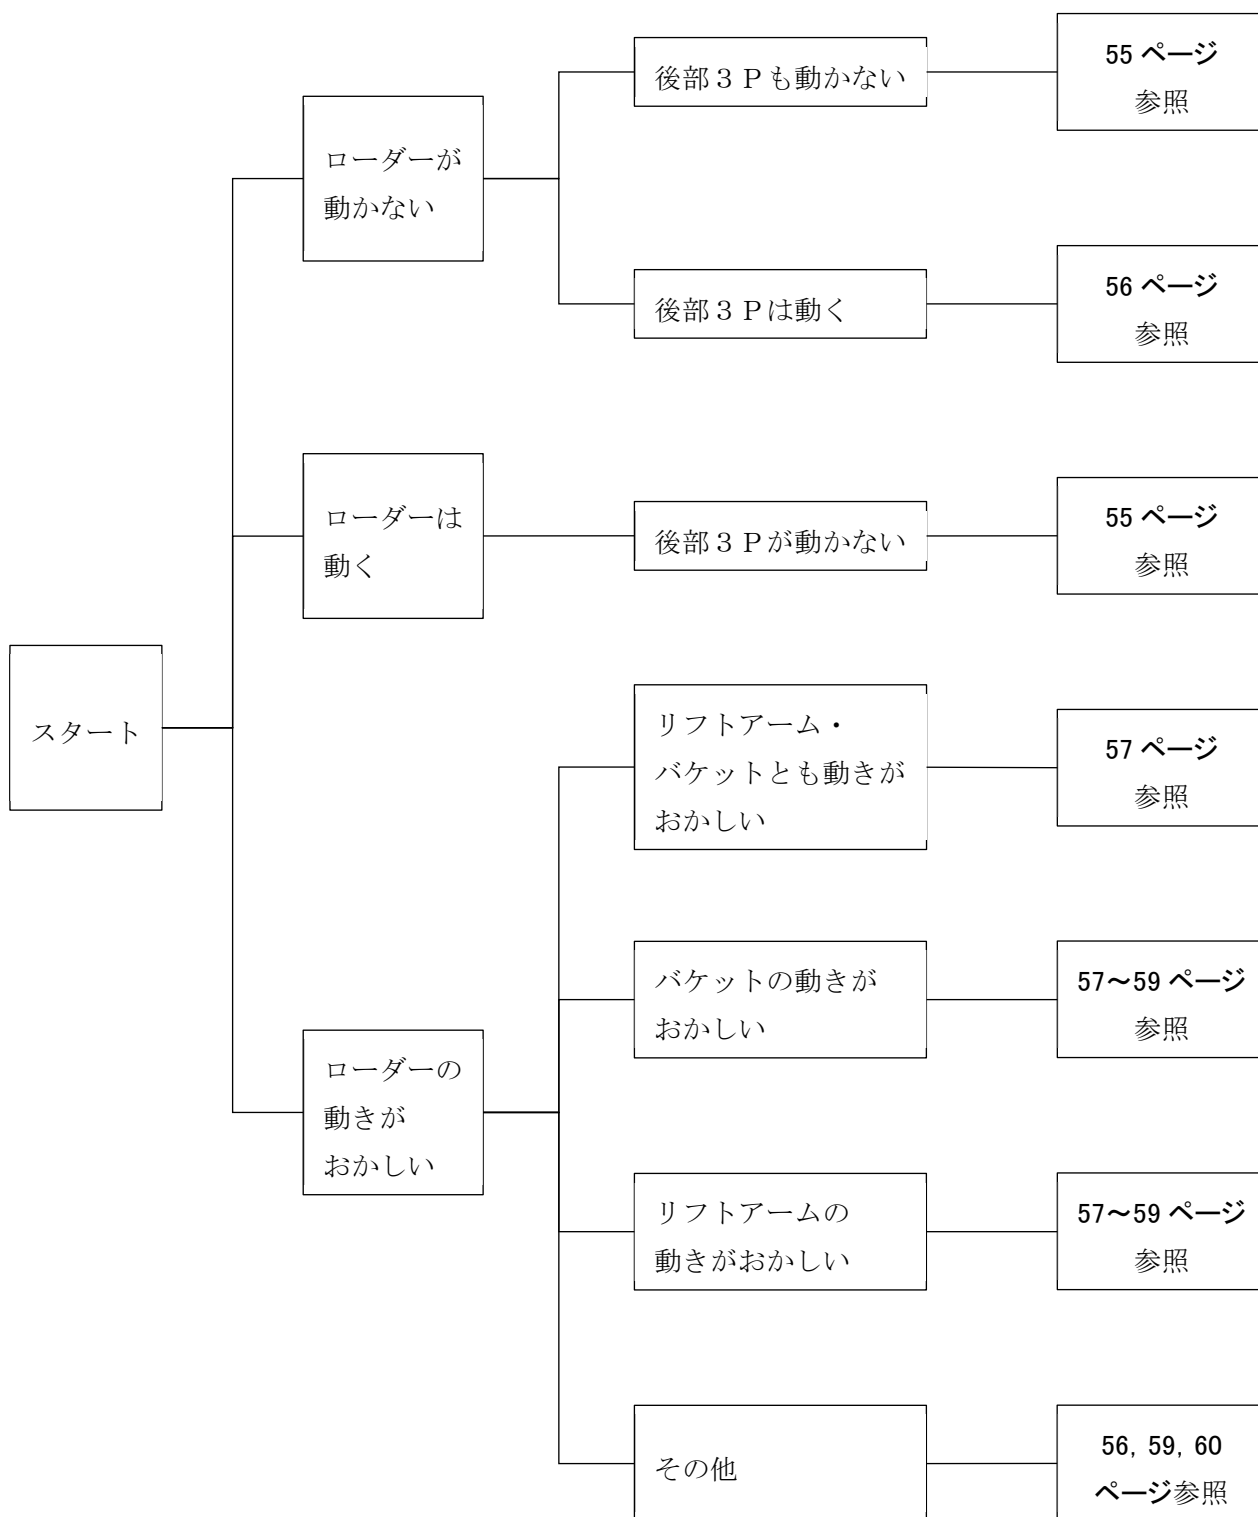 後部３Ｐも動かない
55 ページ
参照
ローダーが
動かない
後部３Ｐは動く
56 ページ
参照
ローダーは
動く
後部３Ｐが動かない
55 ページ
参照
スタート
リフトアーム・
バケットとも動きが
おかしい
57 ページ
参照
バケットの動きが
おかしい
57～59 ページ
参照
ローダーの
動きが
おかしい
リフトアームの
動きがおかしい
57～59 ページ
参照
その他
56, 59, 60
ページ参照